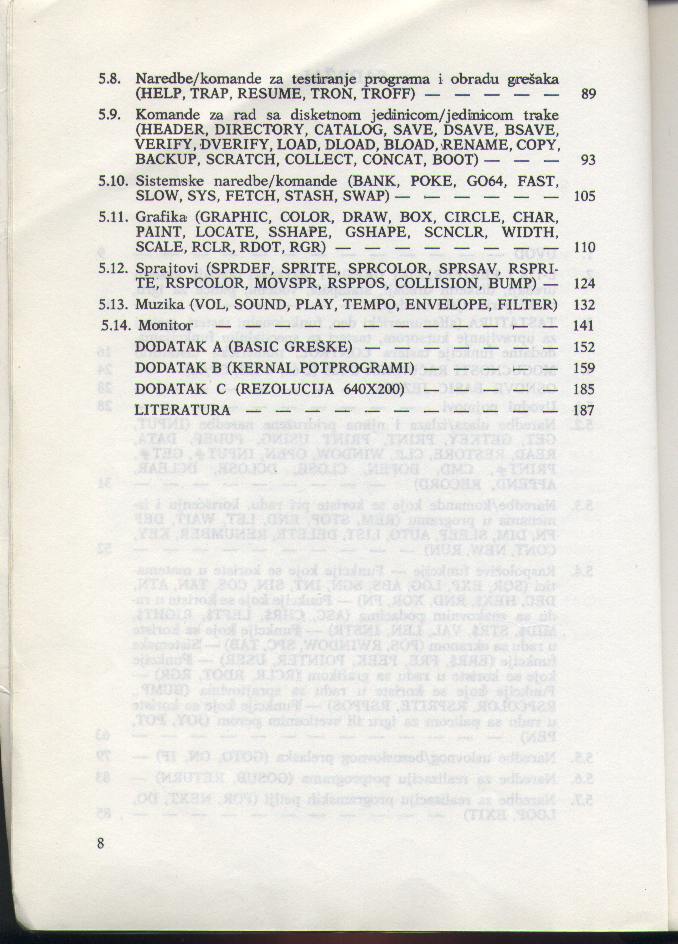 5.8. Naredbe/komande za testiranje programa i obradu grešaka
(HELP, TRAP, RESUME, TRON, TROFF) — — — — — 89
5.9. Komande za rad sa disketnom jedinicom/jedinicom trake
(HEADER, DIRECTORY, CATALOG, SAVE, DSAVE, BSAVE,
VERIFY, DVERIFY, LOAD, DLOAD, BLOAD, RENAME, COPY,
BACKUP, SCRATCH, COLLECT, CONCAT, BOOT) — — — 93
5.10. Sistemske naredbe/komande (BANK, POKE, GO64, FAST,
SLOW, SYS, FETCH, STASH, SWAP) — — — — — — 105
5.11. Grafika (GRAPHIC, COLOR, DRAW, BOX, CIRCLE, CHAR,
PAINT, LOCATE, SSHAPE, GSHAPE, SCNCLR, WIDTH,
SCALE, RCLR, RDOT, RGR) — — — — — — — — 110
5.12. Sprajtovi (SPRDEF, SPRITE, SPRCOLOR, SPRSAV, RSPRI-
TE, RSPCOLOR, MOVSPR, RSPPOS, COLLISION, BUMP) — 124
5.13. Muzika (VOL, SOUND, PLAY, TEMPO, ENVELOPE, FILTER) 132
5.14. Monitor — — — — — — — — — — — — 141
DODATAK A (BASIC GRESKE) — — — — — — — 152
DODATAK B (KERNAL POTPROGRAMI) — — — — — 159
DODATAK C (REZOLUCIJA 640X200) — — — — — 185
LITERATURA — — — — — — — — — — — 187
8